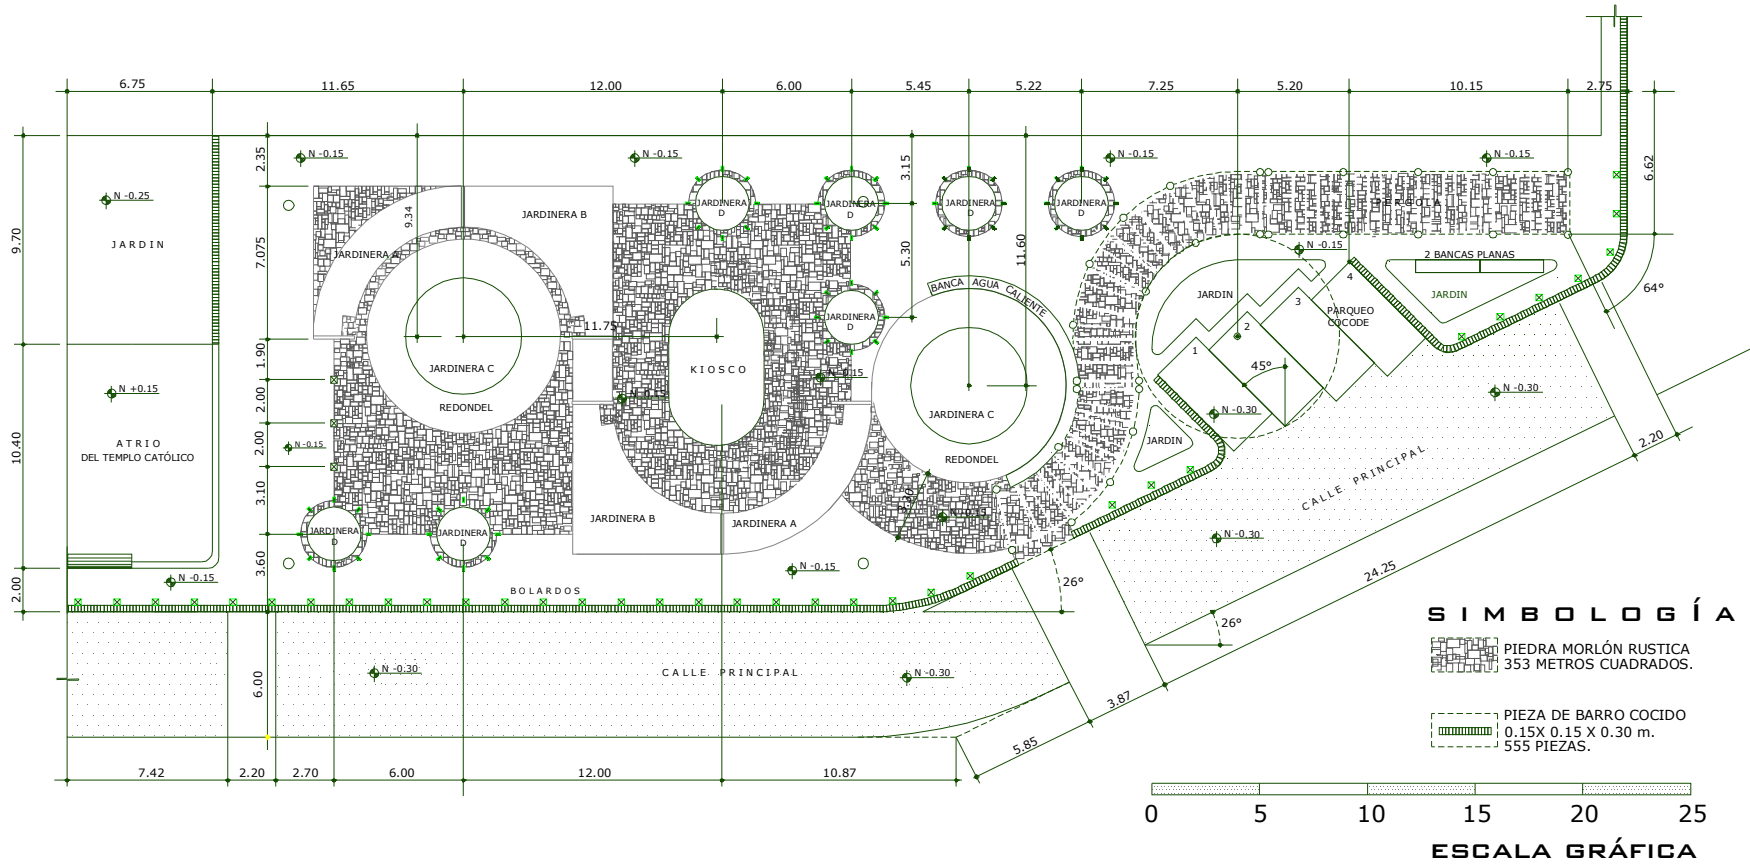 6.75
11.65
12.00
6.00
5.45
5.22
7.25
5.20
10.15
2.75
9.70
10.40
2.00
2.35
7.075
1.90
2.00
2.00
3.10
3.60
6.00
9.34
3.15
5.30
11.60
6.62
N -0.15
N -0.15
N -0.15
N -0.15
N -0.25
JARDIN
N +0.15
ATRIO
DEL TEMPLO CATÓLICO
N -0.15
JARDINERA A
JARDINERA B
JARDINERA C
REDONDEL
11.75
N -0.15
JARDINERA
D
JARDINERA
D
JARDINERA
D
JARDINERA
D
JARDINERA
D
JARDINERA
D
JARDINERA
D
KIOSCO
N -0.15
N -0.15
JARDINERA B
JARDINERA A
BANCA AGUA CALIENTE
JARDINERA C
REDONDEL
N -0.15
PERGOLA
N -0.15
JARDIN
2 BANCAS PLANAS
JARDIN
PARQUEO
COCODE
1
2
3
4
45°
N -0.30
JARDIN
64°
N -0.30
2.20
CALLE PRINCIPAL
N -0.30
24.25
26°
26°
3.87
5.85
BOLARDOS
N -0.15
N -0.30
CALLE PRINCIPAL
N -0.30
7.42
2.20
2.70
6.00
12.00
10.87
SIMBOLOGÍA
PIEDRA MORLÓN RUSTICA
353 METROS CUADRADOS.
PIEZA DE BARRO COCIDO
0.15X 0.15 X 0.30 m.
555 PIEZAS.
0 5 10 15 20 25
ESCALA GRÁFICA